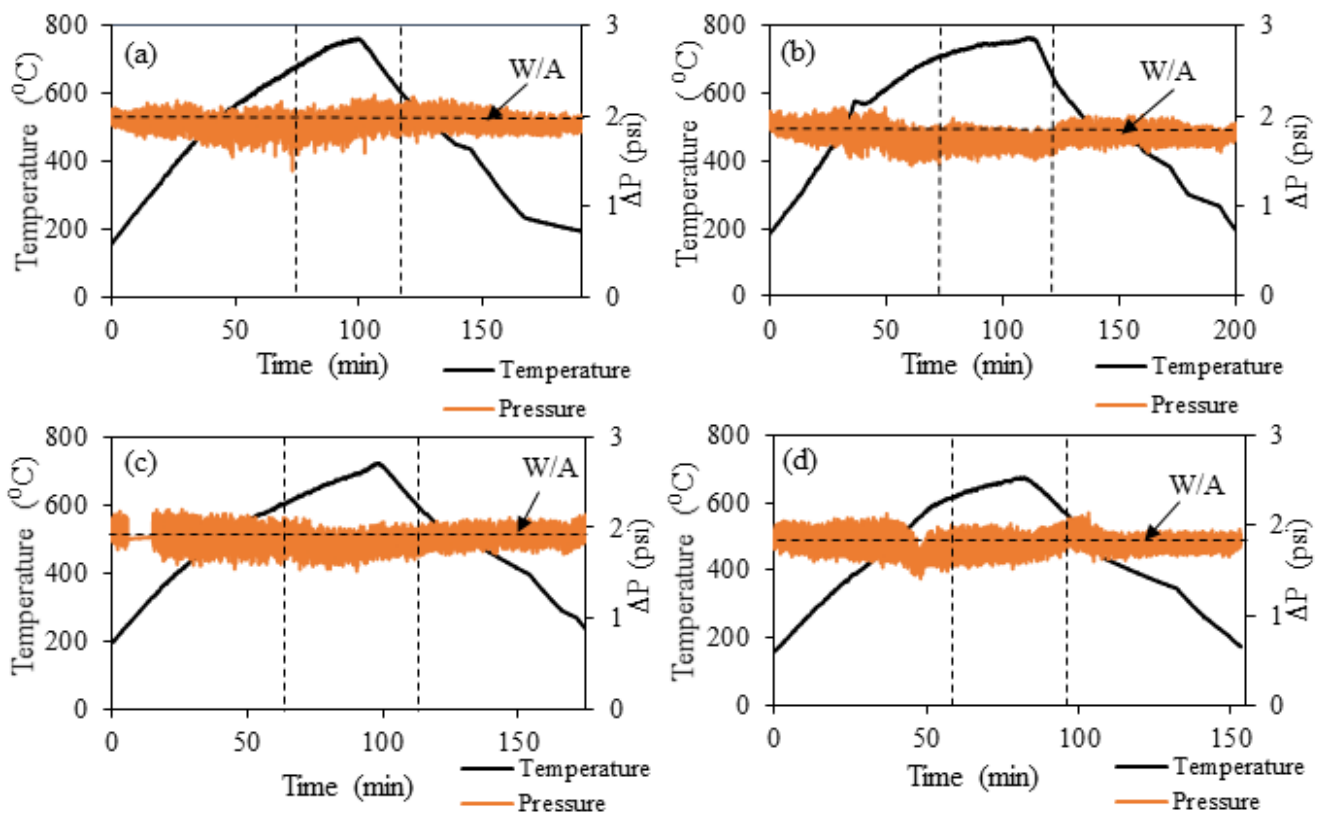 (a)
W/A
Temperature (⁰C)
800
600
400
200
0
3
2
1
0
ΔP (psi)
0 50 100 150
Time (min)
Temperature
Pressure
(b)
W/A
Temperature (⁰C)
800
600
400
200
0
3
2
1
0
ΔP (psi)
0 50 100 150 200
Time (min)
Temperature
Pressure
(c)
W/A
Temperature (⁰C)
800
600
400
200
0
3
2
1
0
ΔP (psi)
0 50 100 150
Time (min)
Temperature
Pressure
(d)
W/A
Temperature (⁰C)
800
600
400
200
0
3
2
1
0
ΔP (psi)
0 50 100 150
Time (min)
Temperature
Pressure